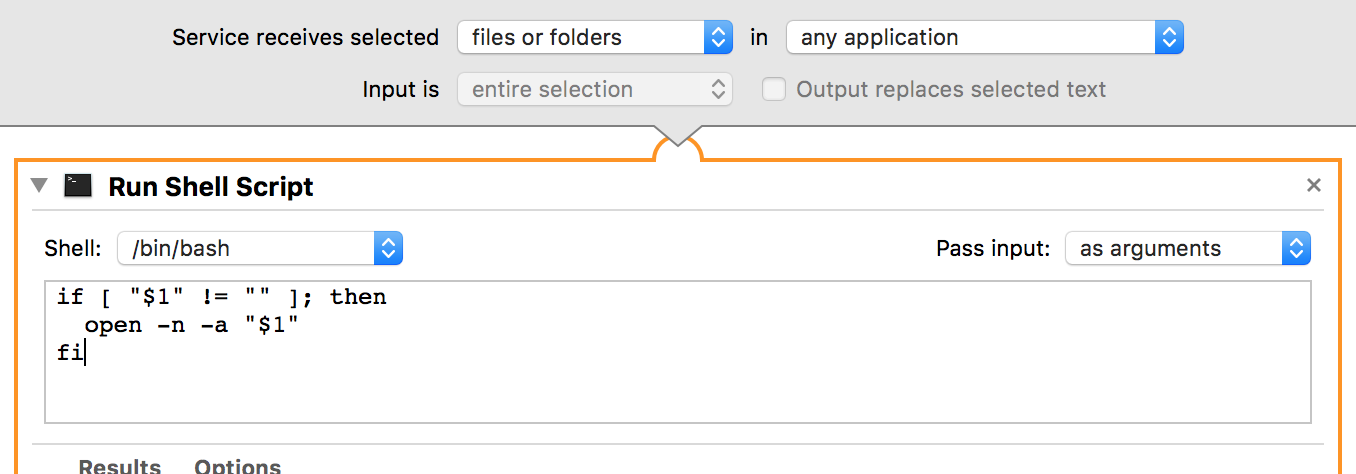 Service receives selected files or folders in any application
Input is entire selection Output replaces selected text
Run Shell Script
Shell: /bin/bash Pass input: as arguments
if [ "$1" != "" ]; then
  open -n -a "$1"
fi
Results Options